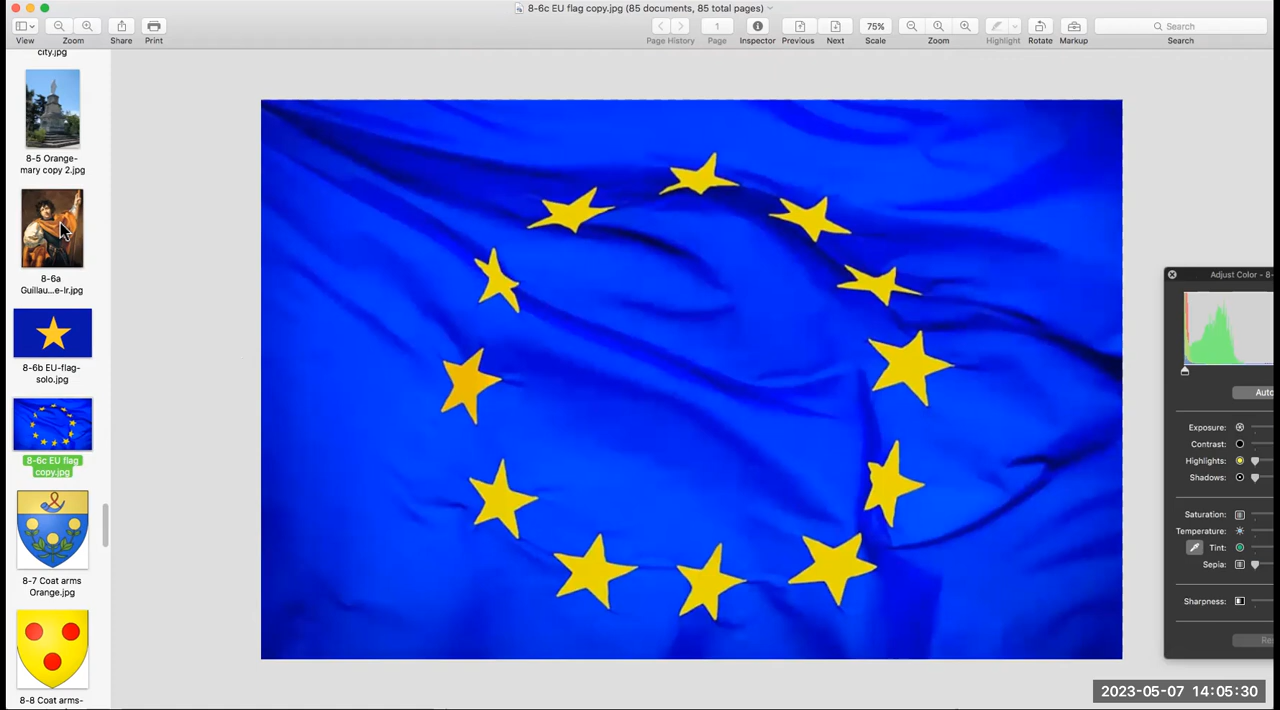 8-6c EU flag copy.jpg (85 documents, 85 total pages)
1
75%
Search
View
Zoom
Share
Print
Page History
Page
Inspector
Previous
Next
Scale
Zoom
Highlight
Rotate
Markup
Search
city.jpg
8-5 Orange-
mary copy 2.jpg
8-6a
Guillau...e-lr.jpg
8-6b EU-flag-
solo.jpg
8-6c EU flag
copy.jpg
8-7 Coat arms
Orange.jpg
8-8 Coat arms-
Adjust Color - 8-
Auto
Exposure:
Contrast:
Highlights:
Shadows:
Saturation:
Temperature:
Tint:
Sepia:
Sharpness:
2023-05-07 14:05:30